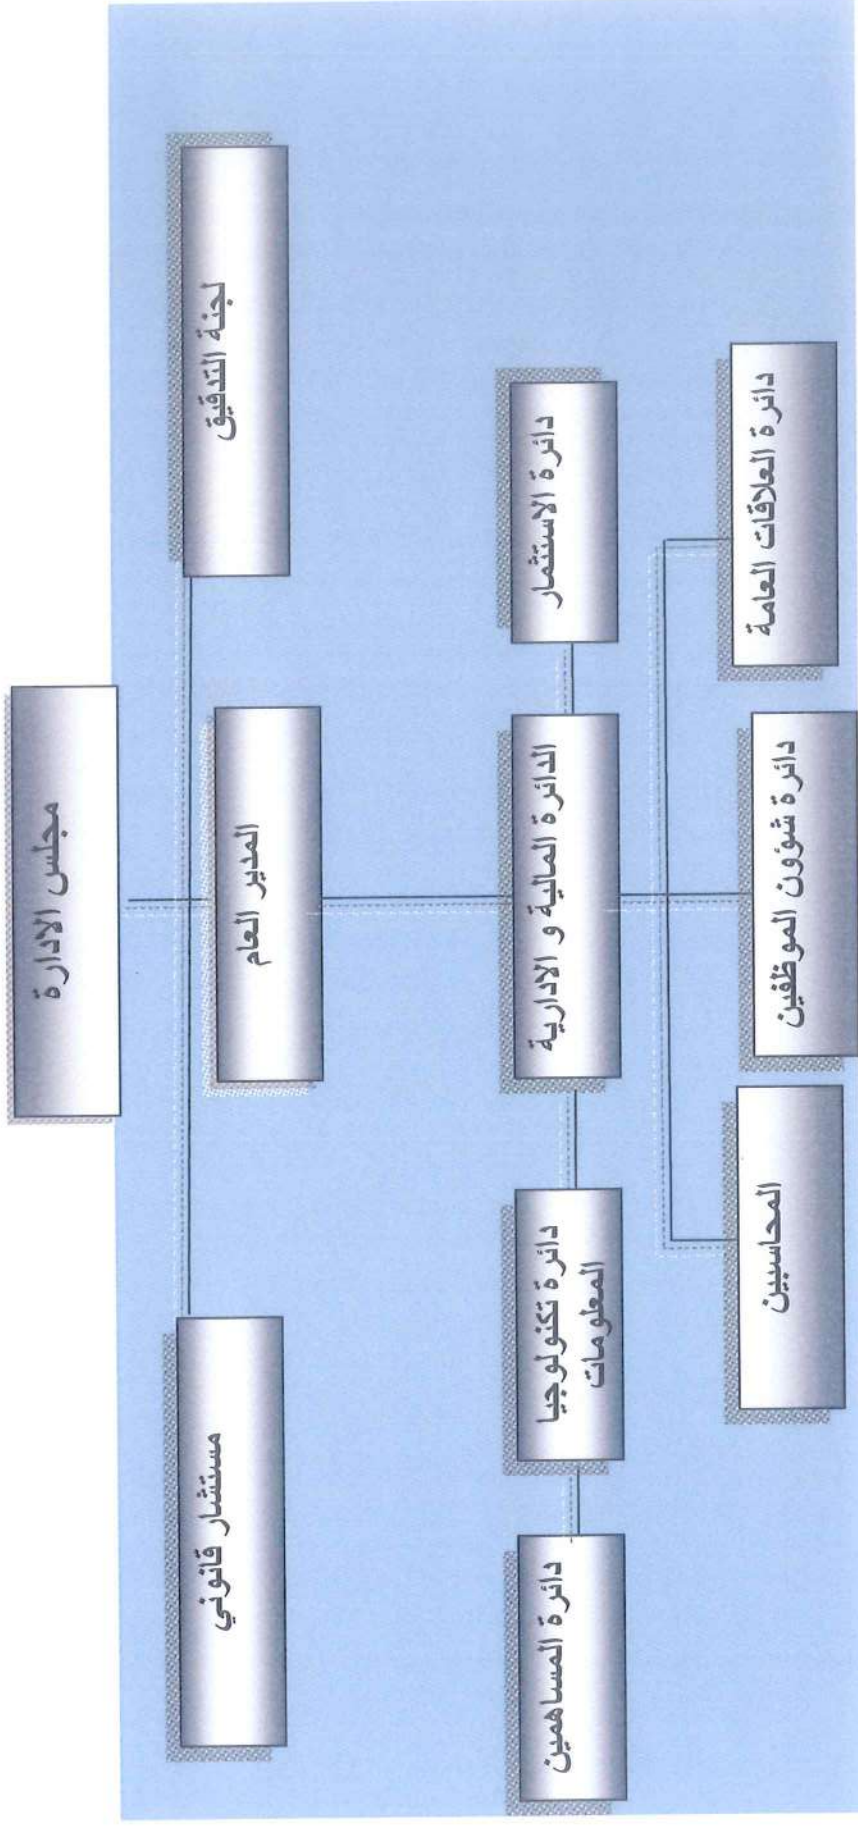 مجلس الادارة
لجنة التدقيق
المدير العام
مستشار قانوني
دائرة الاستثمار
الدائرة المالية و الادارية
دائرة تكنولوجيا
المعلومات
دائرة المساهمين
دائرة العلاقات العامة
دائرة شؤون الموظفين
المحاسبين